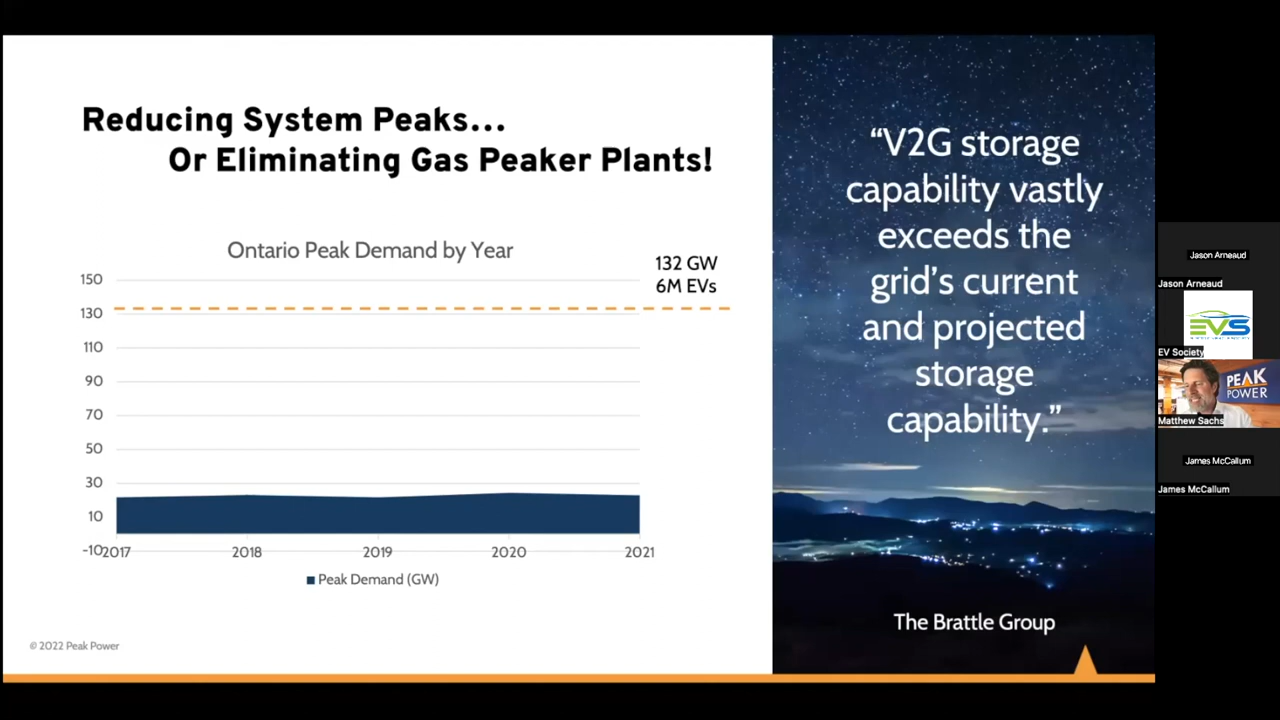 Reducing System Peaks...
Or Eliminating Gas Peaker Plants!
Ontario Peak Demand by Year
132 GW
6M EVs
150
130
110
90
70
50
30
10
-10
2017
2018
2019
2020
2021
Peak Demand (GW)
© 2022 Peak Power
“V2G storage
capability vastly
exceeds the
grid’s current
and projected
storage
capability.”
The Brattle Group
Jason Arneaud
Jason Arneaud
EVS
EV Society
PEAK
POWER
Matthew Sachs
James McCallum
James McCallum